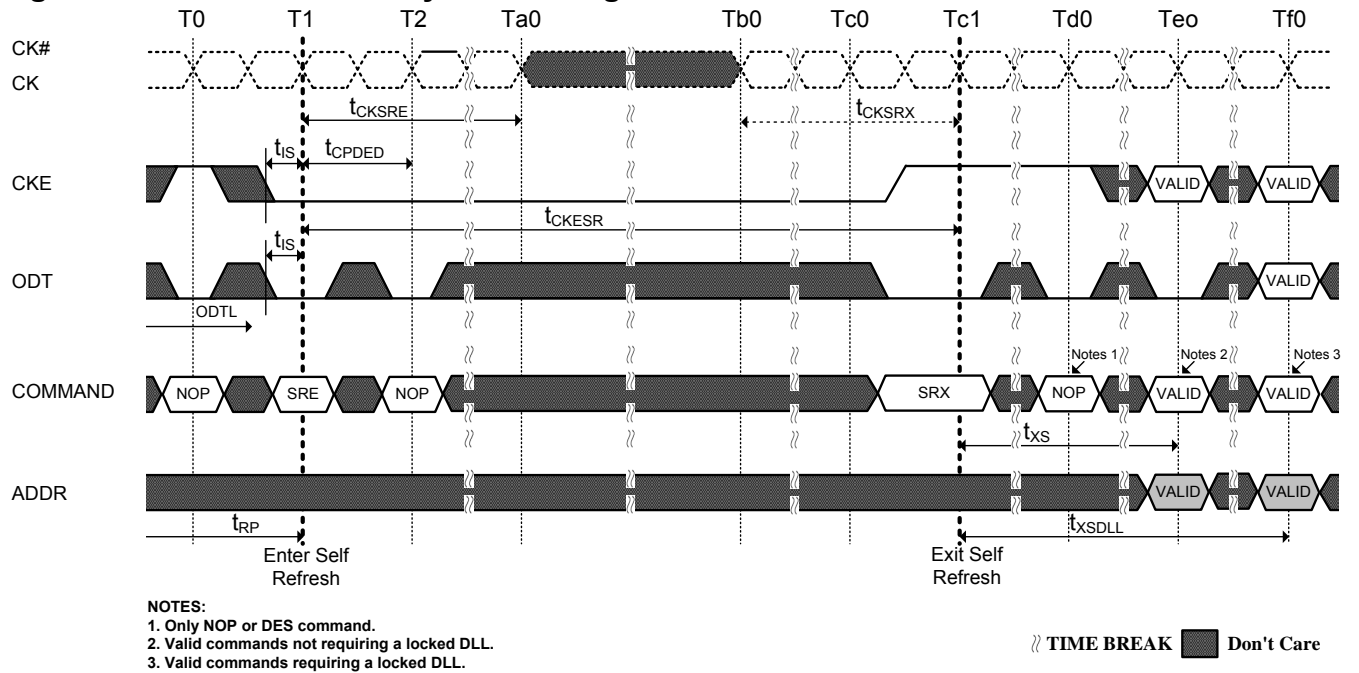 T0 T1 T2 Ta0 Tb0 Tc0 Tc1 Td0 Teo Tf0
CK#
CK
tCKSRE tCKSRX
tIS tCPDED
CKE VALID VALID
tCKESR
tIS
ODT VALID
ODTL
Notes 1 Notes 2 Notes 3
COMMAND NOP SRE NOP SRX NOP VALID VALID
tXS
ADDR VALID VALID
tRP tXSDLL
Enter Self
Refresh
Exit Self
Refresh
NOTES:
1. Only NOP or DES command.
2. Valid commands not requiring a locked DLL.
3. Valid commands requiring a locked DLL.
TIME BREAK Don't Care